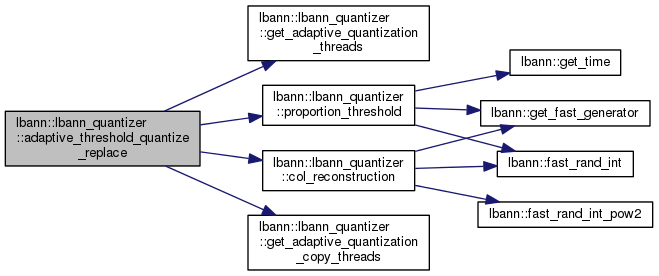 lbann::lbann_quantizer
::adaptive_threshold_quantize
_replace
lbann::lbann_quantizer
::get_adaptive_quantization
_threads
lbann::lbann_quantizer
::proportion_threshold
lbann::lbann_quantizer
::col_reconstruction
lbann::lbann_quantizer
::get_adaptive_quantization
_copy_threads
lbann::get_time
lbann::get_fast_generator
lbann::fast_rand_int
lbann::fast_rand_int_pow2